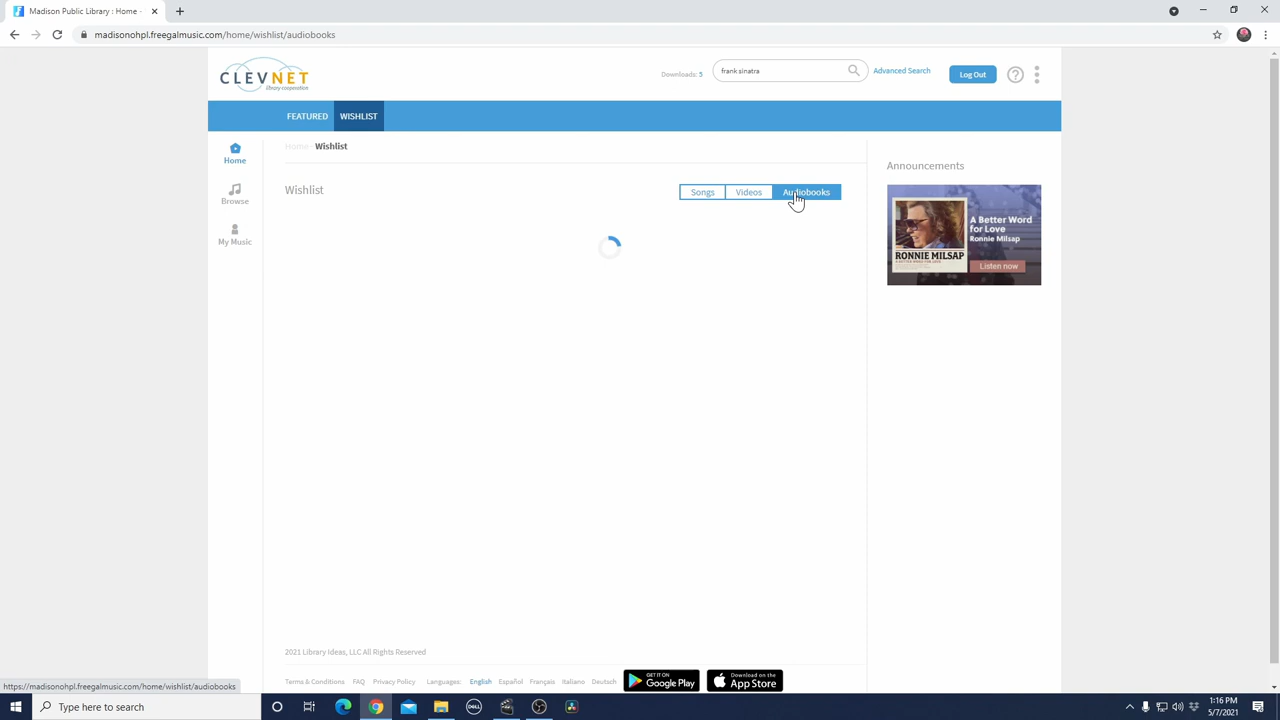 Madison Public Library: Home -
madisonohpl.freegalmusic.com/home/wishlist/audiobooks
CLEVNET
library cooperation
Downloads: 5
frank sinatra
Advanced Search
Log Out
FEATURED
WISHLIST
Home
Browse
My Music
Home
Wishlist
Wishlist
Songs
Videos
Audiobooks
Announcements
A Better Word
for Love
Ronnie Milsap
RONNIE MILSAP
Listen now
2021 Library Ideas, LLC All Rights Reserved
Terms & Conditions FAQ Privacy Policy Languages: English Español Français Italiano Deutsch
GET IT ON
Google Play
Download on the
App Store
http://madisonohpl.freegalmusic.com/home/wishlist/audiobooks
Type here to search
DELL
1:16 PM
5/7/2021